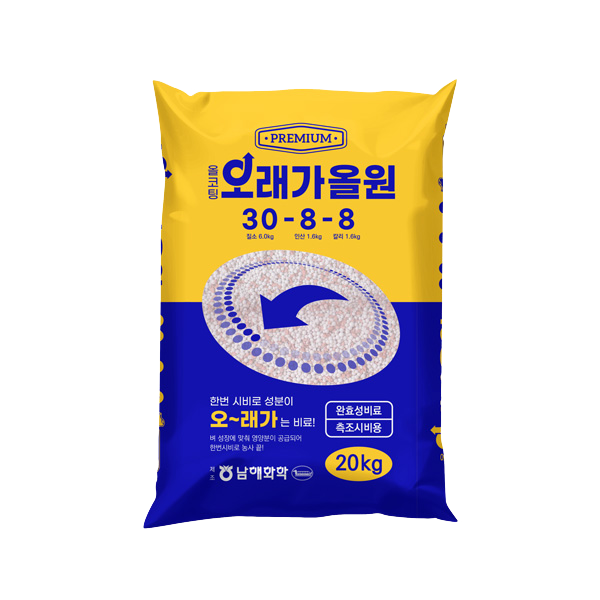 PREMIUM
올코팅
오래가올원
30-8-8
질소 6.0kg 인산 1.6kg 칼리 1.6kg
한번 시비로 성분이
오~래가 는 비료!
벼 성장에 맞춰 영양분이 공급되어
한번시비로 농사 끝!
완효성비료
측조시비용
20kg
제조 남해화학